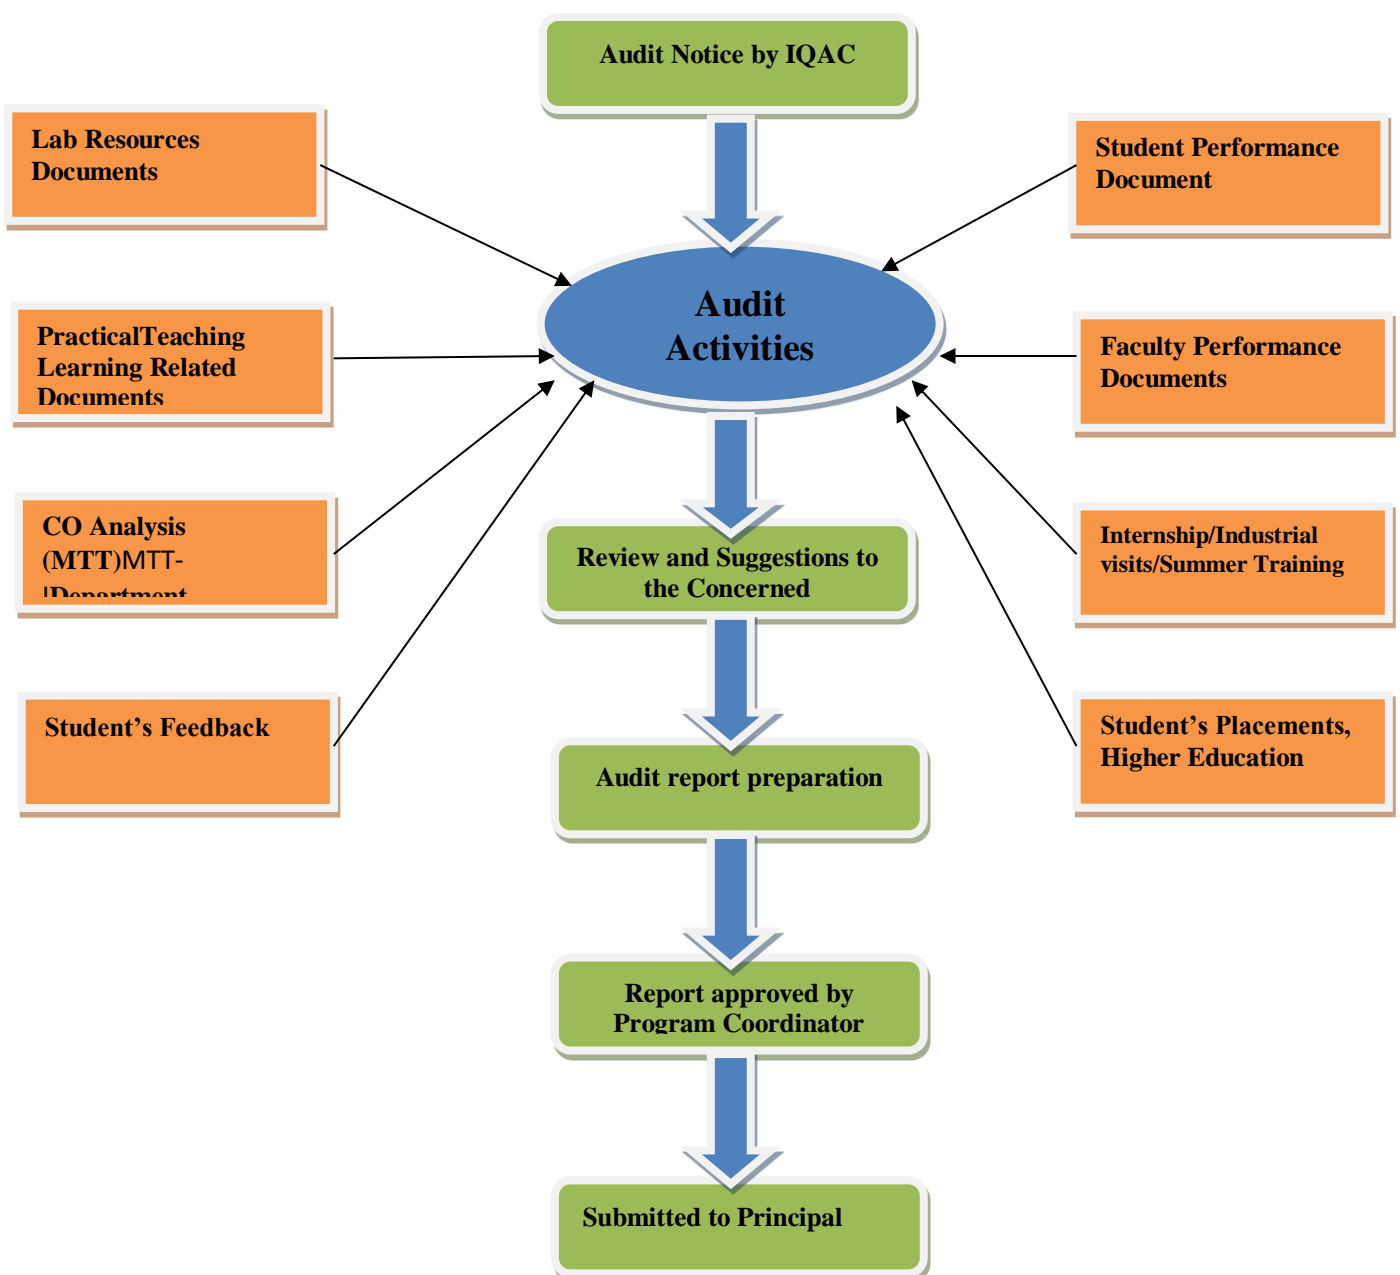 Audit Notice by IQAC
Lab Resources
Documents
Student Performance
Document
Audit
Activities
PracticalTeaching
Learning Related
Documents
Faculty Performance
Documents
CO Analysis
(MTT)MTT-
|Department
Review and Suggestions to
the Concerned
Internship/Industrial
visits/Summer Training
Student’s Feedback
Audit report preparation
Student’s Placements,
Higher Education
Report approved by
Program Coordinator
Submitted to Principal